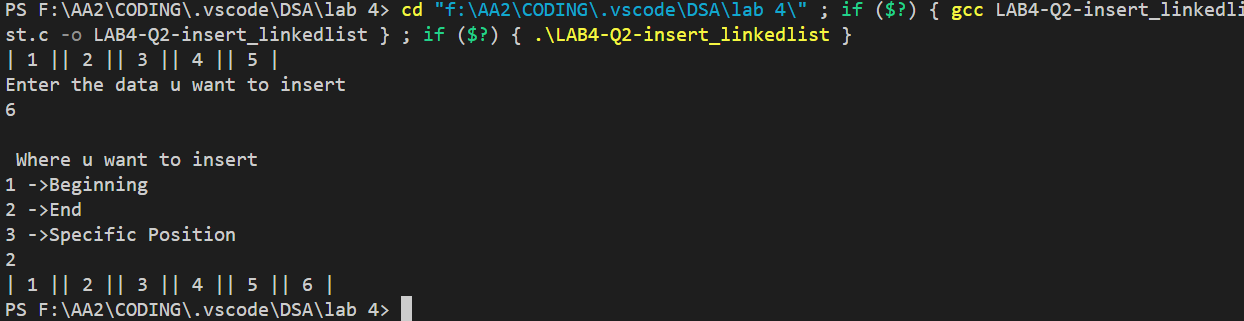 PS F:\AA2\CODING\.vscode\DSA\lab 4> cd "f:\AA2\CODING\.vscode\DSA\lab 4\" ; if ($?) { gcc LAB4-Q2-insert_linkedli
st.c -o LAB4-Q2-insert_linkedlist } ; if ($?) { .\LAB4-Q2-insert_linkedlist }
| 1 || 2 || 3 || 4 || 5 |
Enter the data u want to insert
6
 Where u want to insert
1 ->Beginning
2 ->End
3 ->Specific Position
2
| 1 || 2 || 3 || 4 || 5 || 6 |
PS F:\AA2\CODING\.vscode\DSA\lab 4>